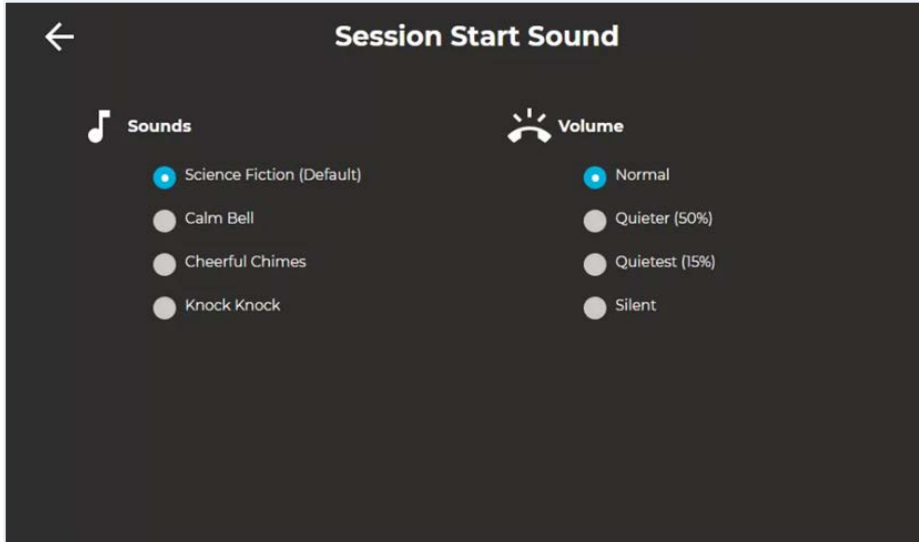 Session Start Sound
Sounds
Science Fiction (Default)
Calm Bell
Cheerful Chimes
Knock Knock
Volume
Normal
Quieter (50%)
Quietest (15%)
Silent